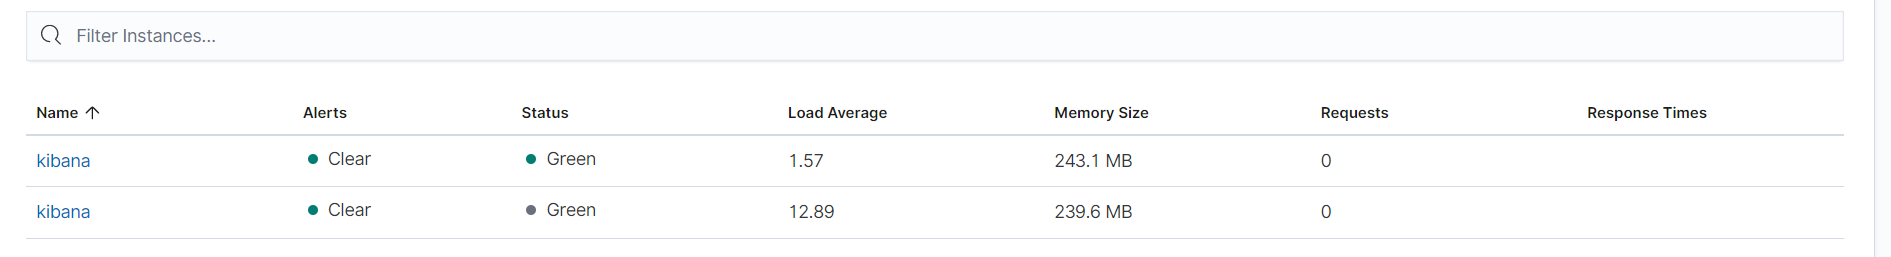 Filter Instances...
Name Alerts Status Load Average Memory Size Requests Response Times
kibana Clear Green 1.57 243.1 MB 0
kibana Clear Green 12.89 239.6 MB 0